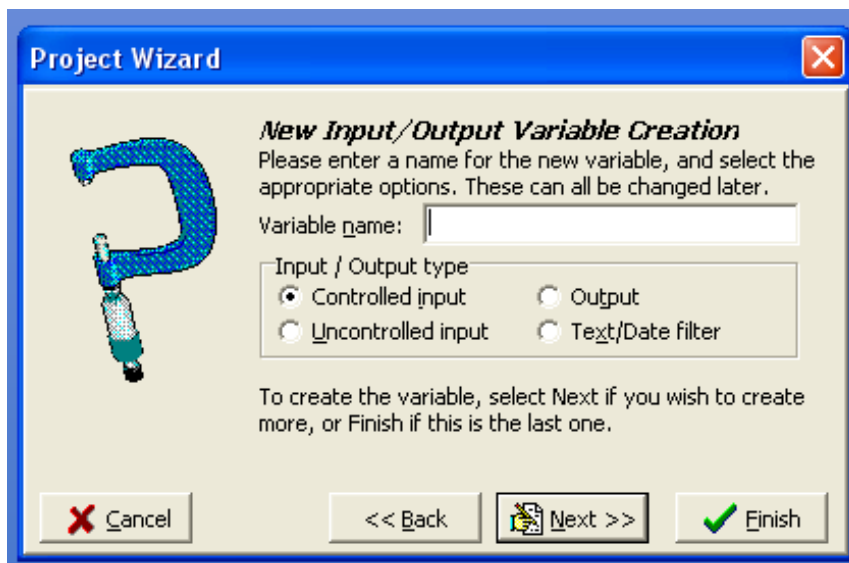 Project Wizard
New Input/Output Variable Creation
Please enter a name for the new variable, and select the
appropriate options. These can all be changed later.
Variable name:
Input / Output type
Controlled input
Output
Uncontrolled input
Text/Date filter
To create the variable, select Next if you wish to create
more, or Finish if this is the last one.
Cancel
<< Back
Next >>
Finish